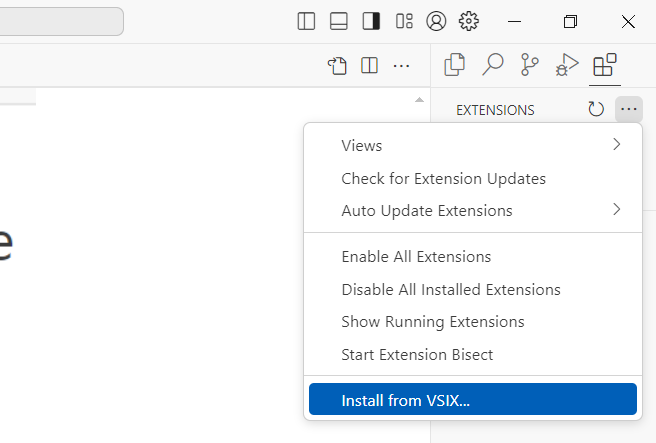 EXTENSIONS
Views
Check for Extension Updates
Auto Update Extensions
e
Enable All Extensions
Disable All Installed Extensions
Show Running Extensions
Start Extension Bisect
Install from VSIX...